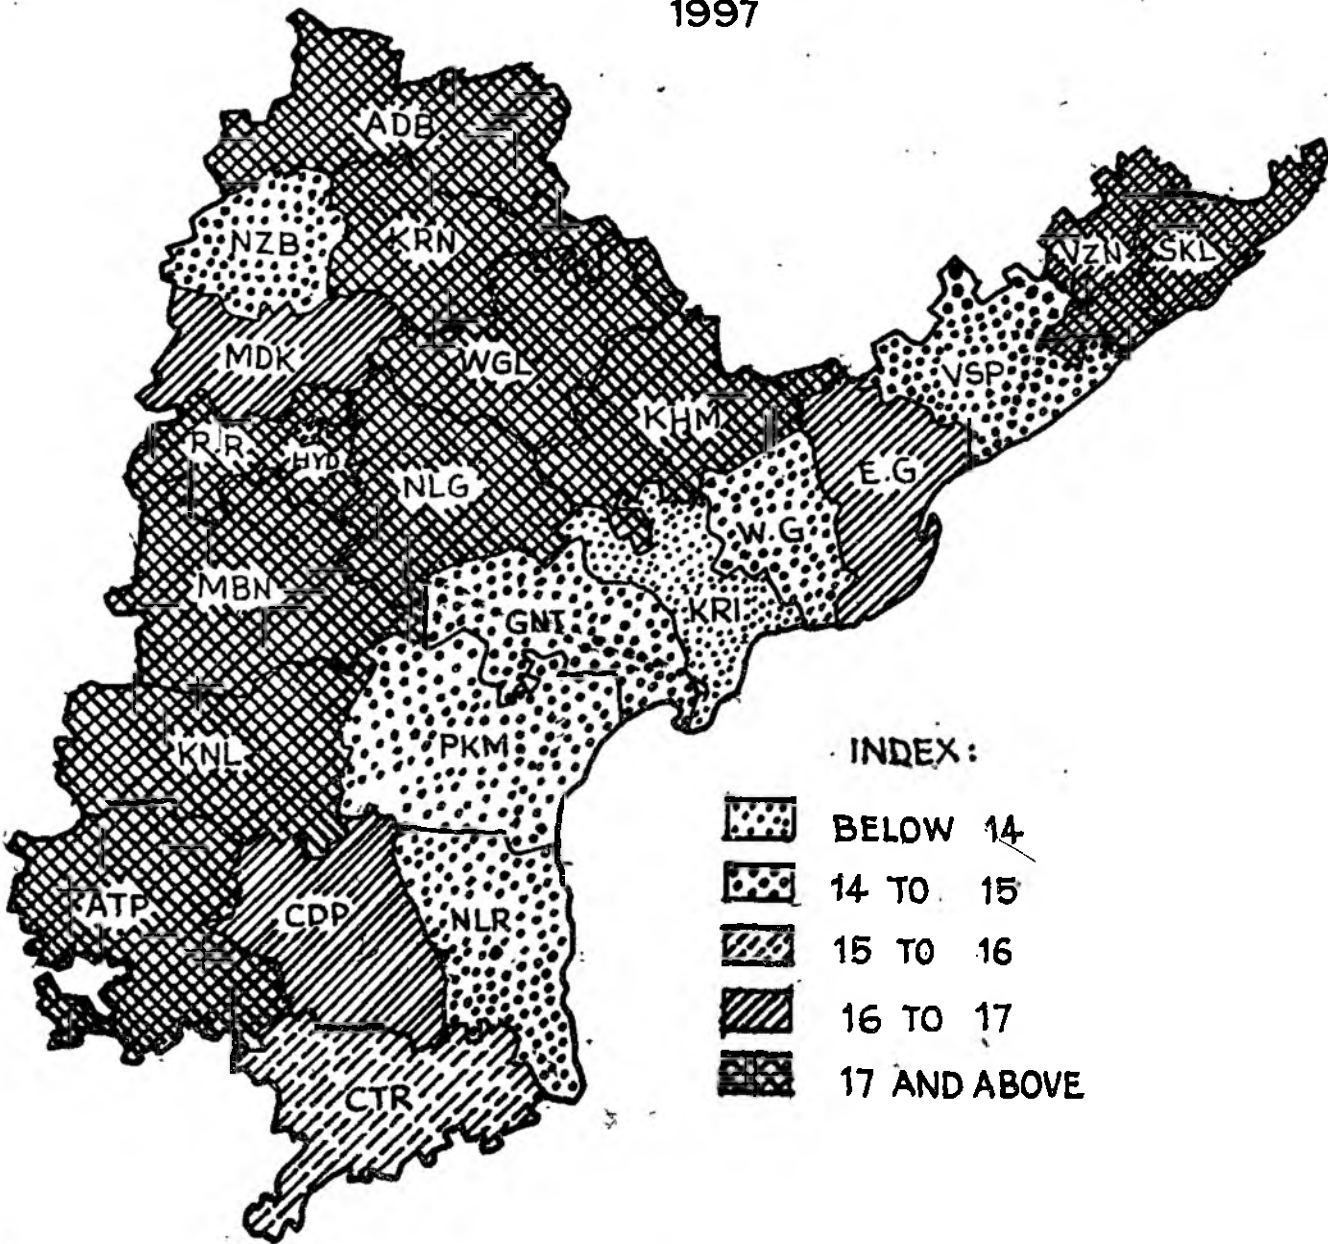 1997
ADB
NZB
KRN
VZN
SKL
MDK
WGL
VSP
KHM
R.R.
HYD
NLG
E.G
W.G
MBN
GNT
KRI
KNL
PKM
ATP
CDP
NLR
CTR
INDEX:
BELOW 14
14 TO 15
15 TO 16
16 TO 17
17 AND ABOVE